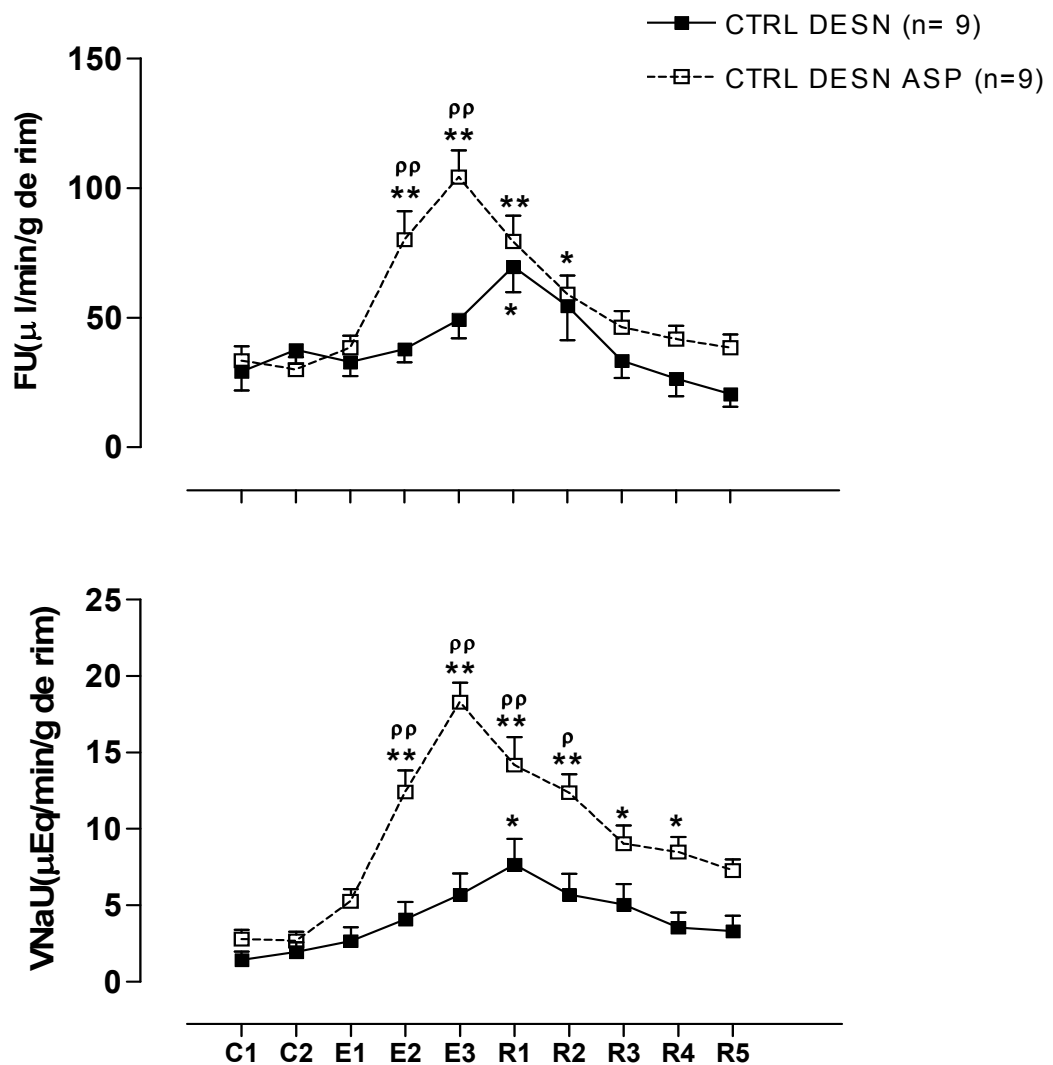 CTRL DESN (n= 9)
CTRL DESN ASP (n=9)
FU(μ l/min/g de rim)
150
100
50
0
ρρ
**
ρρ
**
**
*
*
VNaU(μEq/min/g de rim)
25
20
15
10
5
0
ρρ
**
ρρ
**
ρρ
**
ρ
**
*
*
*
C1 C2 E1 E2 E3 R1 R2 R3 R4 R5